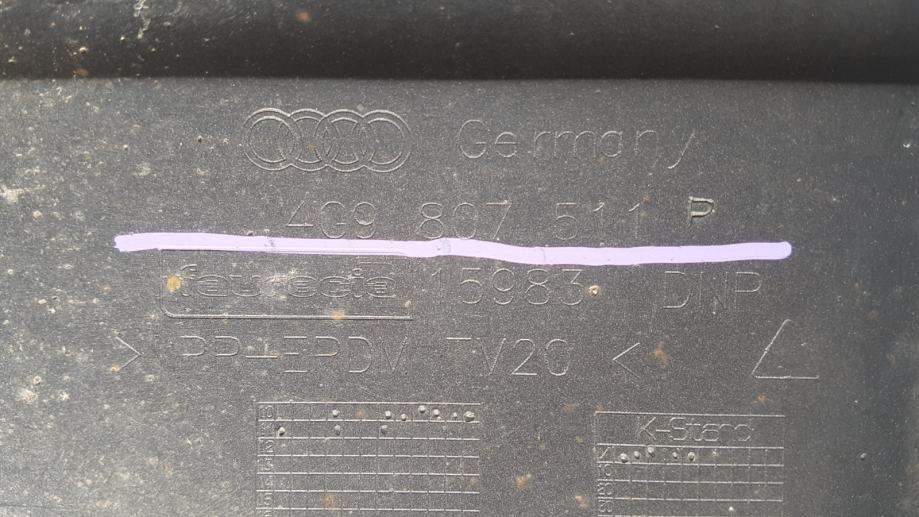 Germany
4G9 807 511 P
faurecia 15983 DNP
>PP+EPDM TV20<
K-Stand